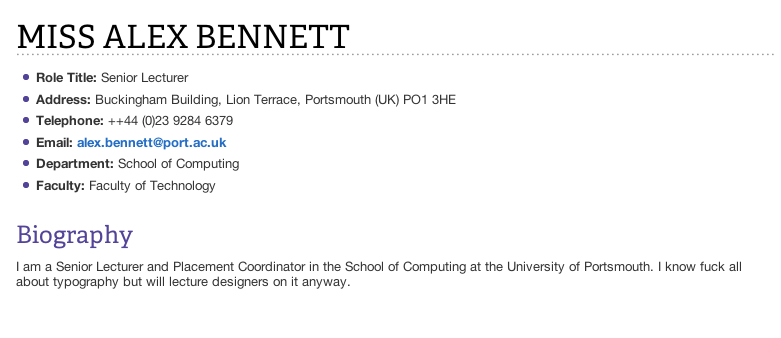 MISS ALEX BENNETT
Role Title: Senior Lecturer
Address: Buckingham Building, Lion Terrace, Portsmouth (UK) PO1 3HE
Telephone: ++44 (0)23 9284 6379
Email: alex.bennett@port.ac.uk
Department: School of Computing
Faculty: Faculty of Technology
Biography
I am a Senior Lecturer and Placement Coordinator in the School of Computing at the University of Portsmouth. I know fuck all
about typography but will lecture designers on it anyway.